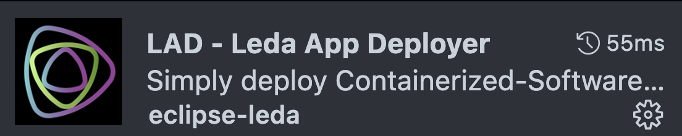 LAD - Leda App Deployer 55ms
Simply deploy Containerized-Software...
eclipse-leda